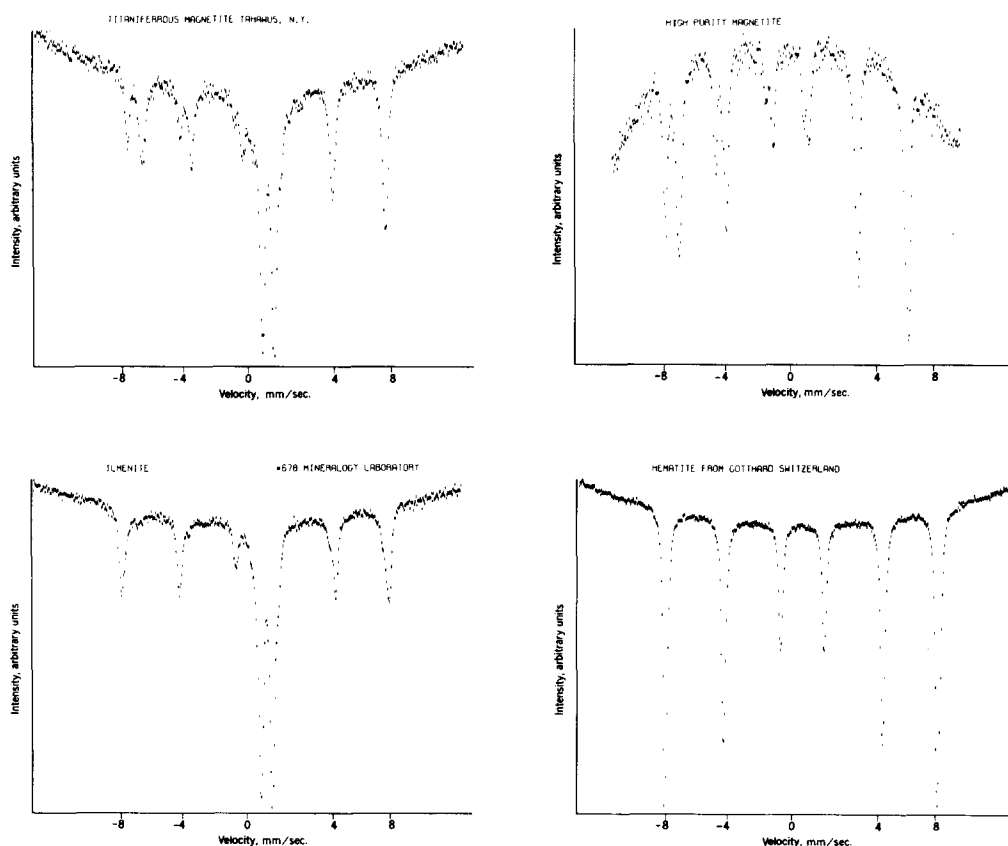 TITANIFERROUS MAGNETITE TAHAWUS, N.Y.
Intensity, arbitrary units
-8 -4 0 4 8
Velocity, mm/sec.
HIGH PURITY MAGNETITE
Intensity, arbitrary units
-8 -4 0 4 8
Velocity, mm/sec.
ILMENITE *678 MINERALOGY LABORATORY
Intensity, arbitrary units
-8 -4 0 4 8
Velocity, mm/sec.
HEMATITE FROM GOTTHARD SWITZERLAND
Intensity, arbitrary units
-8 -4 0 4 8
Velocity, mm/sec.